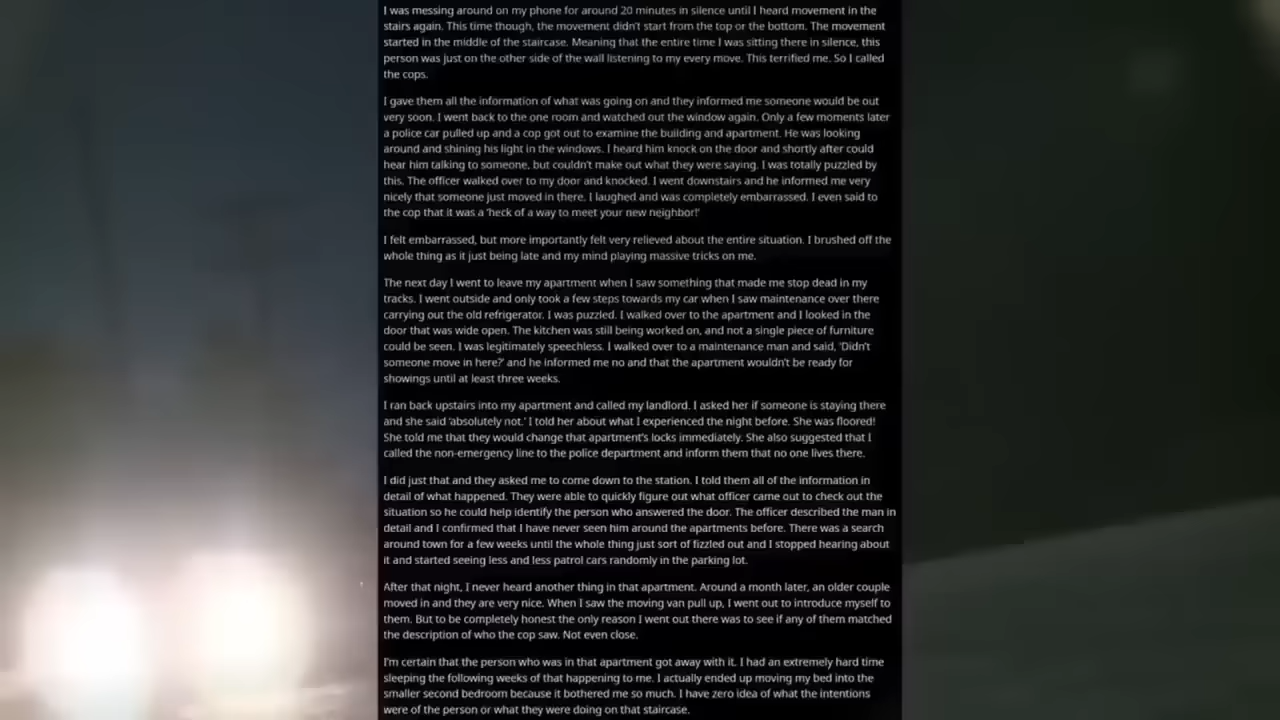 I was messing around on my phone for around 20 minutes in silence until I heard movement in the
stairs again. This time though, the movement didn't start from the top or the bottom. The movement
started in the middle of the staircase. Meaning that the entire time I was sitting there in silence, this
person was just on the other side of the wall listening to my every move. This terrified me. So I called
the cops.
I gave them all the information of what was going on and they informed me someone would be out
very soon. I went back to the one room and watched out the window again. Only a few moments later
a police car pulled up and a cop got out to examine the building and apartment. He was looking
around and shining his light in the windows. I heard him knock on the door and shortly after could
hear him talking to someone, but couldn't make out what they were saying. I was totally puzzled by
this. The officer walked over to my door and knocked. I went downstairs and he informed me very
nicely that someone just moved in there. I laughed and was completely embarrassed. I even said to
the cop that it was a 'heck of a way to meet your new neighbor!'
I felt embarrassed, but more importantly felt very relieved about the entire situation. I brushed off the
whole thing as it just being late and my mind playing massive tricks on me.
The next day I went to leave my apartment when I saw something that made me stop dead in my
tracks. I went outside and only took a few steps towards my car when I saw maintenance over there
carrying out the old refrigerator. I was puzzled. I walked over to the apartment and I looked in the
door that was wide open. The kitchen was still being worked on, and not a single piece of furniture
could be seen. I was legitimately speechless. I walked over to a maintenance man and said, 'Didn't
someone move in here?' and he informed me no and that the apartment wouldn't be ready for
showings until at least three weeks.
I ran back upstairs into my apartment and called my landlord. I asked her if someone is staying there
and she said 'absolutely not.' I told her about what I experienced the night before. She was floored!
She told me that they would change that apartment's locks immediately. She also suggested that I
called the non-emergency line to the police department and inform them that no one lives there.
I did just that and they asked me to come down to the station. I told them all of the information in
detail of what happened. They were able to quickly figure out what officer came out to check out the
situation so he could help identify the person who answered the door. The officer described the man in
detail and I confirmed that I have never seen him around the apartments before. There was a search
around town for a few weeks until the whole thing just sort of fizzled out and I stopped hearing about
it and started seeing less and less patrol cars randomly in the parking lot.
After that night, I never heard another thing in that apartment. Around a month later, an older couple
moved in and they are very nice. When I saw the moving van pull up, I went out to introduce myself to
them. But to be completely honest the only reason I went out there was to see if any of them matched
the description of who the cop saw. Not even close.
I'm certain that the person who was in that apartment got away with it. I had an extremely hard time
sleeping the following weeks of that happening to me. I actually ended up moving my bed into the
smaller second bedroom because it bothered me so much. I have zero idea of what the intentions
were of the person or what they were doing on that staircase.